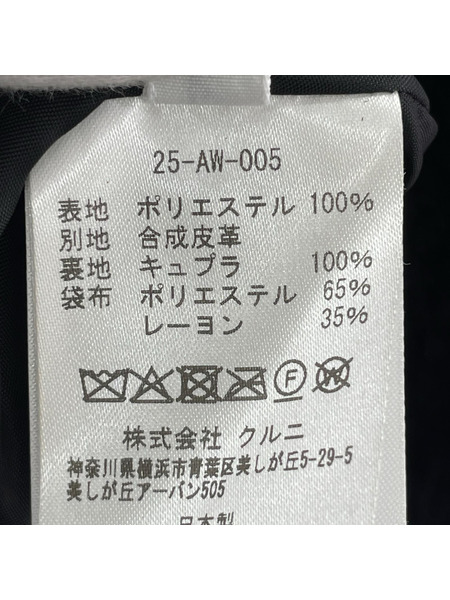 25-AW-005
表地 ポリエステル 100%
別地 合成皮革
裏地 キュプラ 100%
袋布 ポリエステル 65%
レーヨン 35%
F W
株式会社 クルニ
神奈川県横浜市青葉区美しが丘5-29-5
美しが丘アーバン505
日本製